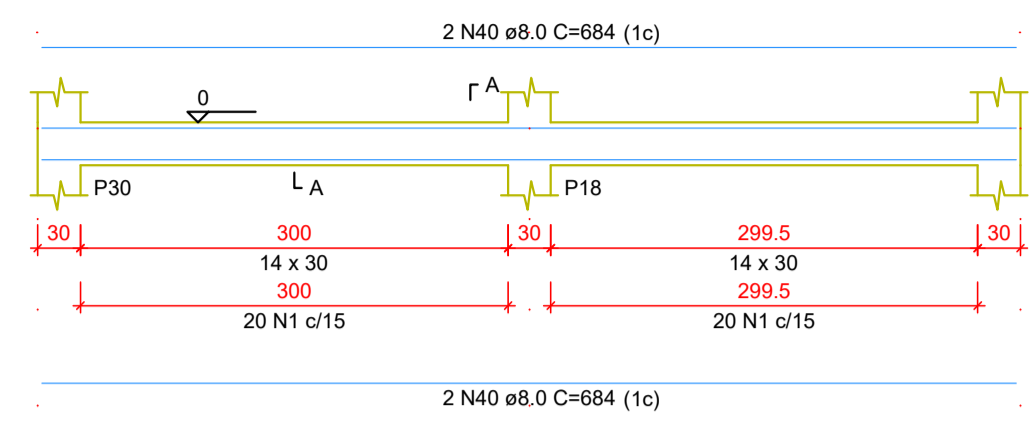 2 N40 ø8.0 C=684 (1c)
A
0
A
P30
P18
30 300 30 299.5 30
14 x 30 14 x 30
300 299.5
20 N1 c/15 20 N1 c/15
2 N40 ø8.0 C=684 (1c)